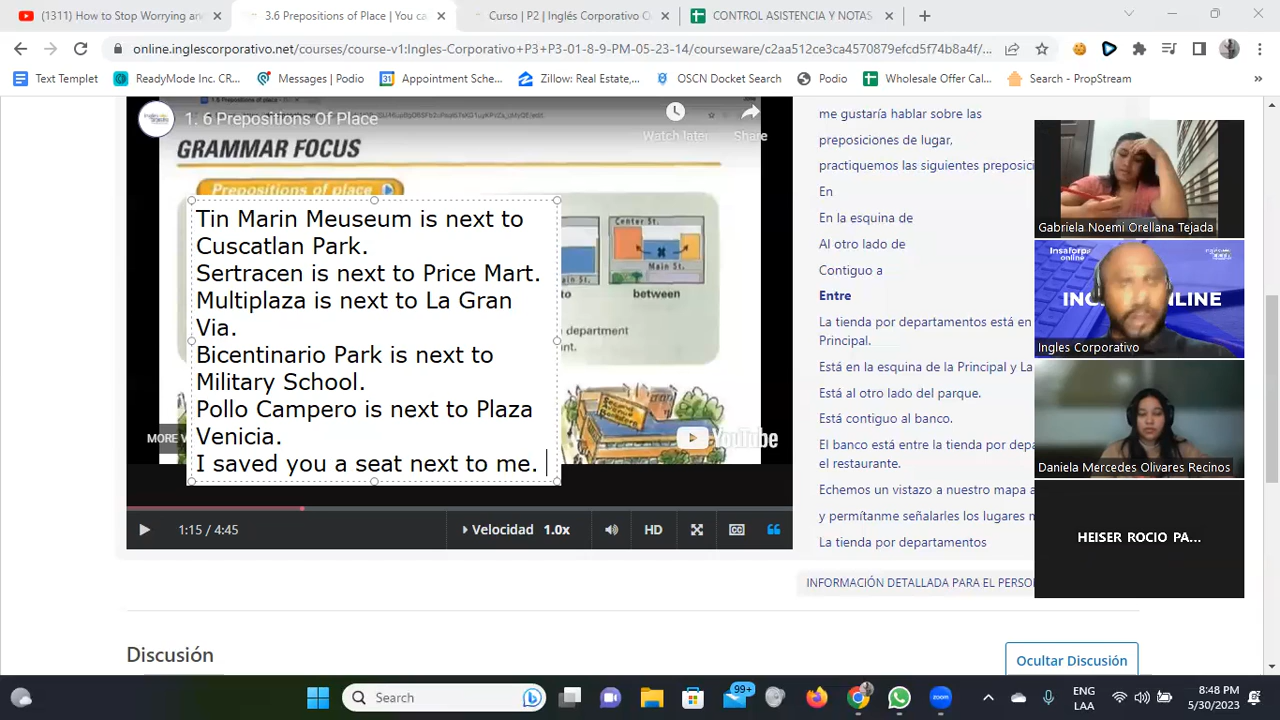 (1311) How to Stop Worrying and
3.6 Prepositions of Place | You ca
Curso | P2 | Inglés Corporativo O
CONTROL ASISTENCIA Y NOTAS
online.inglescorporativo.net/courses/course-v1:Ingles-Corporativo+P3+P3-01-8-9-PM-05-23-14/courseware/c2aa512ce3ca4570879efcd5f74b8a4f/...
Text Templet
ReadyMode Inc. CR...
Messages | Podio
Appointment Sche...
Zillow: Real Estate,...
OSCN Docket Search
Podio
Wholesale Offer Cal...
Search - PropStream
1. 6 Prepositions Of Place
Watch later
Share
GRAMMAR FOCUS
Prepositions of place
Center St.
Main St.
between
department
Tin Marin Meuseum is next to
Cuscatlan Park.
Sertracen is next to Price Mart.
Multiplaza is next to La Gran
Via.
Bicentinario Park is next to
Military School.
Pollo Campero is next to Plaza
Venicia.
I saved you a seat next to me.
MORE V
YouTube
1:15 / 4:45
Velocidad 1.0x
HD
CC
me gustaría hablar sobre las
preposiciones de lugar,
practiquemos las siguientes preposici
En
En la esquina de
Al otro lado de
Contiguo a
Entre
La tienda por departamentos está en
Principal.
Está en la esquina de la Principal y La
Está al otro lado del parque.
Está contiguo al banco.
El banco está entre la tienda por depa
el restaurante.
Echemos un vistazo a nuestro mapa a
y permítanme señalarles los lugares m
La tienda por departamentos
INFORMACIÓN DETALLADA PARA EL PERSO
Gabriela Noemi Orellana Tejada
Insaforp
online
Ingles Corporativo
Daniela Mercedes Olivares Recinos
HEISER ROCIO PA...
Discusión
Ocultar Discusión
Search
99+
ENG
LAA
8:48 PM
5/30/2023